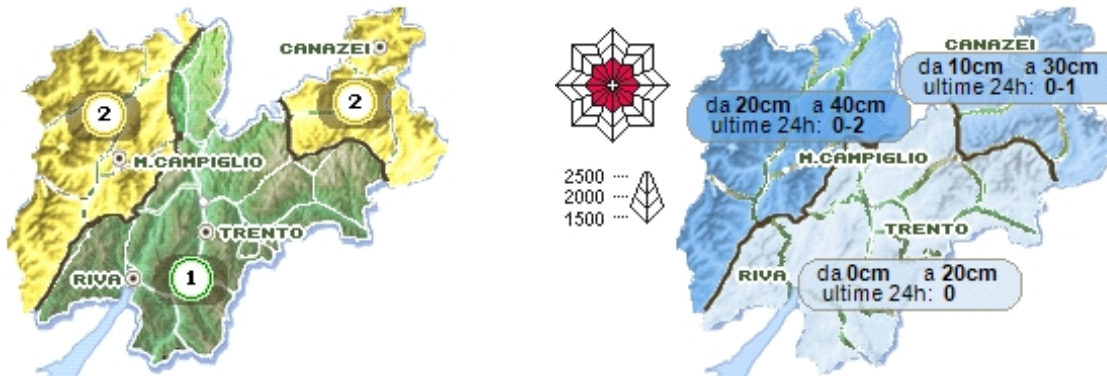 CANAZEI
2
2
M.CAMPIGLIO
TRENTO
RIVA
1
2500
2000
1500
CANAZEI
da 10cm a 30cm
ultime 24h: 0-1
da 20cm a 40cm
ultime 24h: 0-2
M.CAMPIGLIO
TRENTO
RIVA
da 0cm a 20cm
ultime 24h: 0